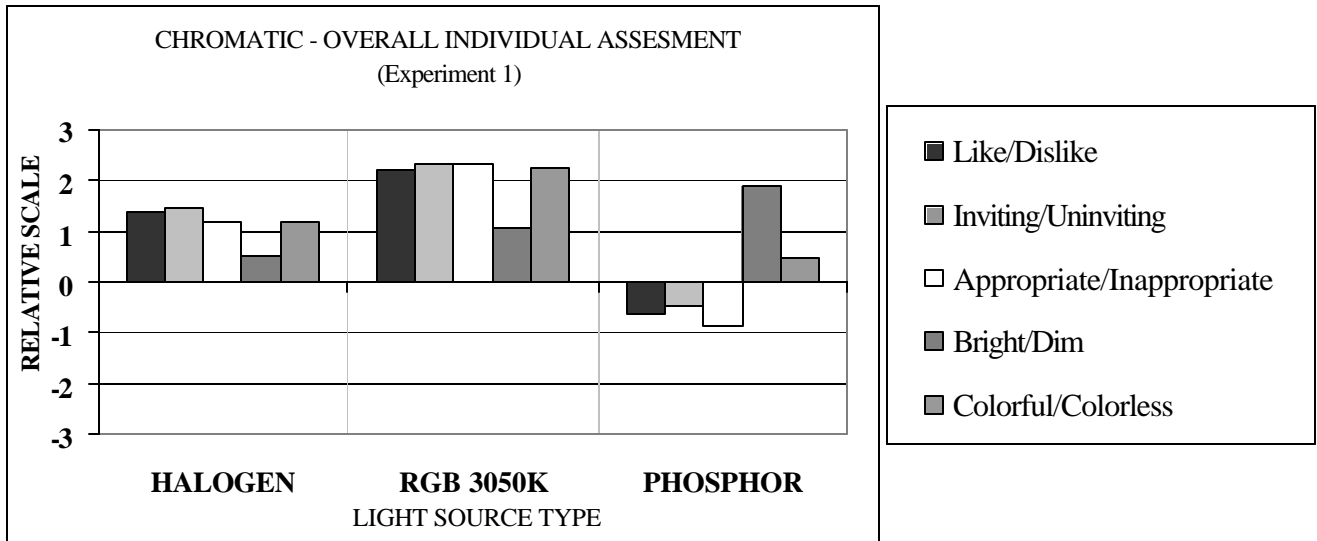 CHROMATIC - OVERALL INDIVIDUAL ASSESMENT
(Experiment 1)
RELATIVE SCALE
3
2
1
0
-1
-2
-3
HALOGEN RGB 3050K PHOSPHOR
LIGHT SOURCE TYPE
Like/Dislike
Inviting/Uninviting
Appropriate/Inappropriate
Bright/Dim
Colorful/Colorless